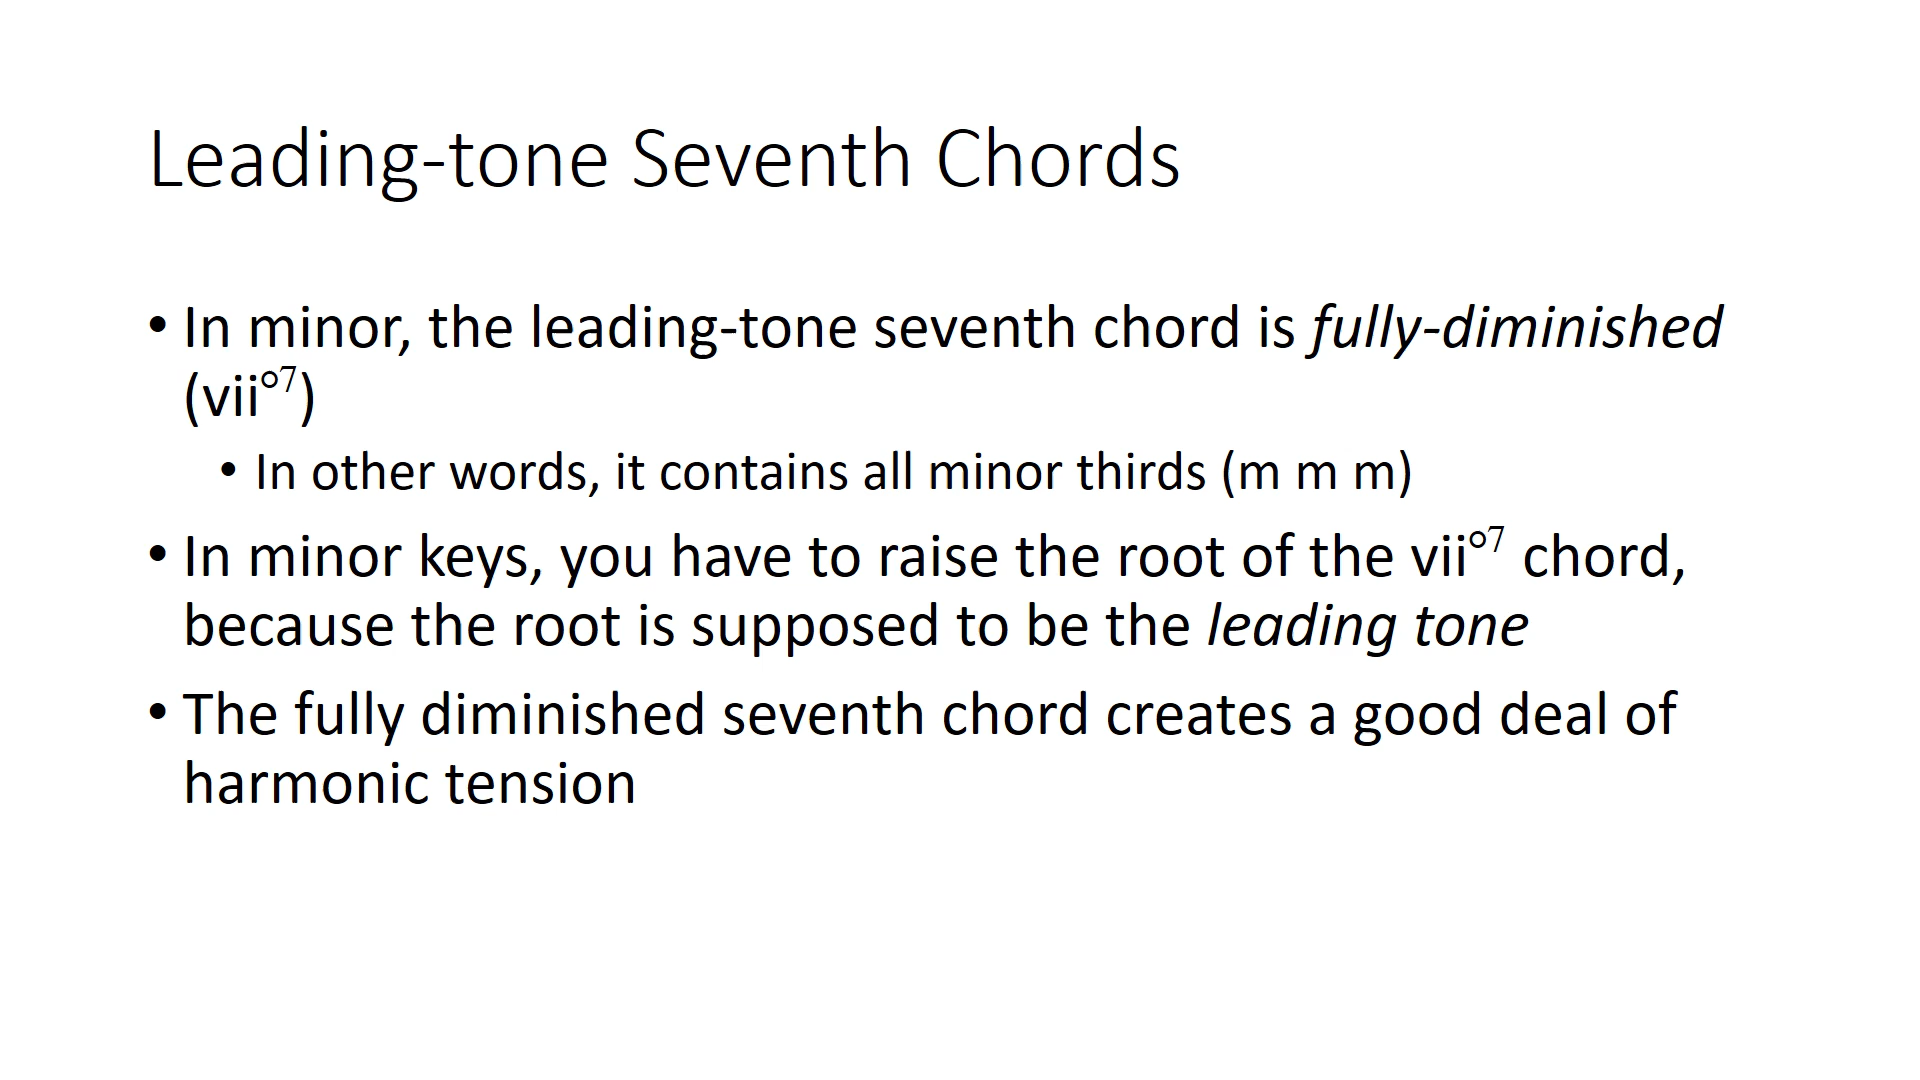 Leading-tone Seventh Chords
• In minor, the leading-tone seventh chord is fully-diminished
(vii°7)
• In other words, it contains all minor thirds (m m m)
• In minor keys, you have to raise the root of the vii°7 chord,
because the root is supposed to be the leading tone
• The fully diminished seventh chord creates a good deal of
harmonic tension